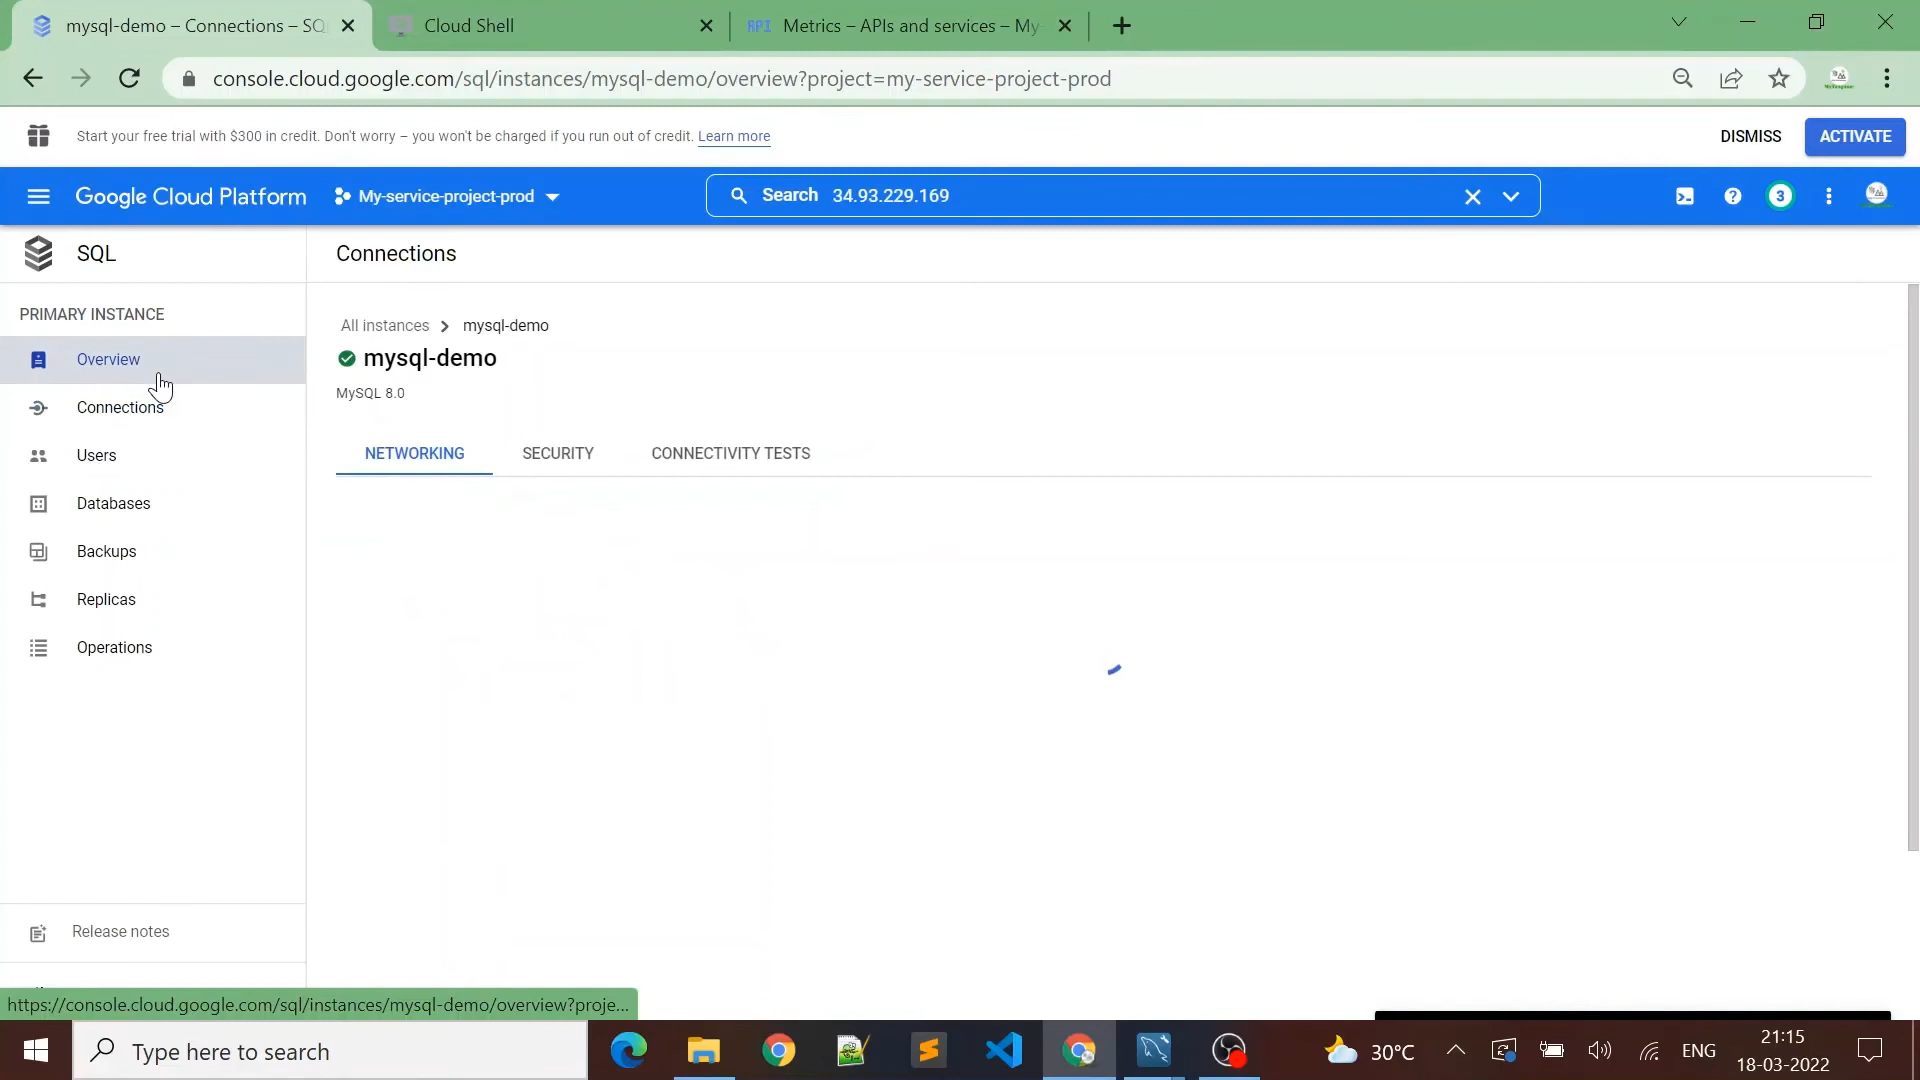 mysql-demo – Connections – SQ
Cloud Shell
API Metrics – APIs and services – My-
console.cloud.google.com/sql/instances/mysql-demo/overview?project=my-service-project-prod
Start your free trial with $300 in credit. Don't worry – you won't be charged if you run out of credit. Learn more
DISMISS
ACTIVATE
Google Cloud Platform
My-service-project-prod
Search 34.93.229.169
3
SQL
Connections
PRIMARY INSTANCE
Overview
Connections
Users
Databases
Backups
Replicas
Operations
Release notes
All instances
mysql-demo
mysql-demo
MySQL 8.0
NETWORKING
SECURITY
CONNECTIVITY TESTS
https://console.cloud.google.com/sql/instances/mysql-demo/overview?proje...
Type here to search
30°C
ENG
21:15
18-03-2022